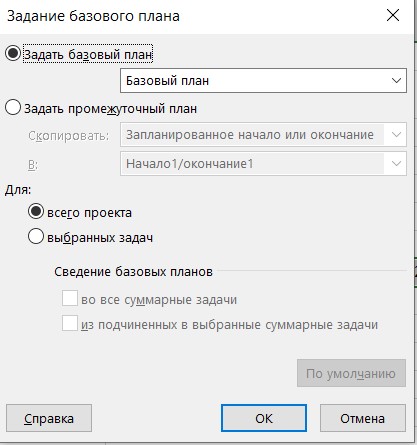 Задание базового плана
Задать базовый план
Базовый план
Задать промежуточный план
Скопировать: Запланированное начало или окончание
В: Начало1/окончание1
Для:
всего проекта
выбранных задач
Сведение базовых планов
во все суммарные задачи
из подчиненных в выбранные суммарные задачи
По умолчанию
Справка ОК Отмена